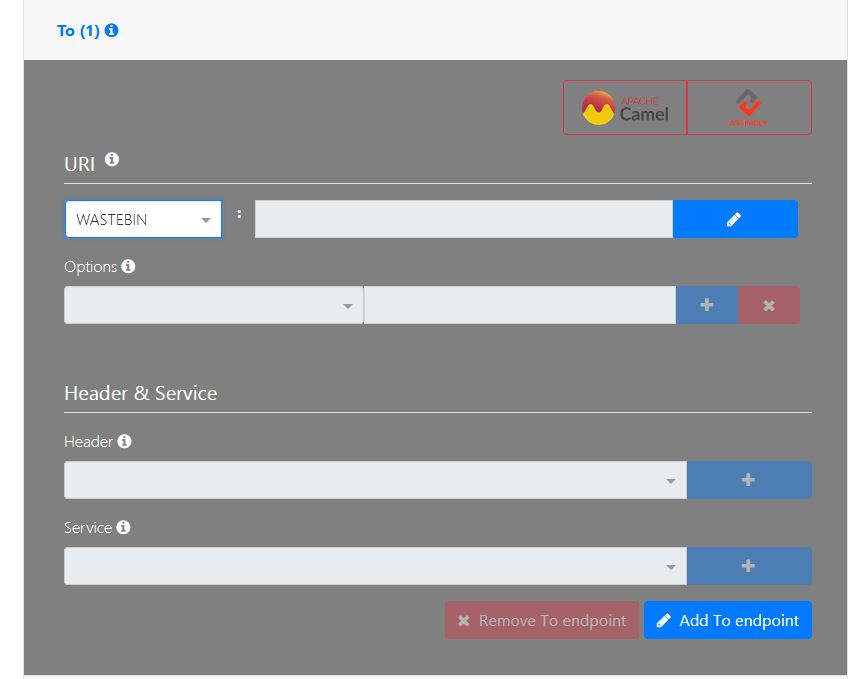 To (1)
APACHE
Camel
ASSIMBLY
URI
WASTEBIN
:
Options
Header & Service
Header
Service
Remove To endpoint
Add To endpoint